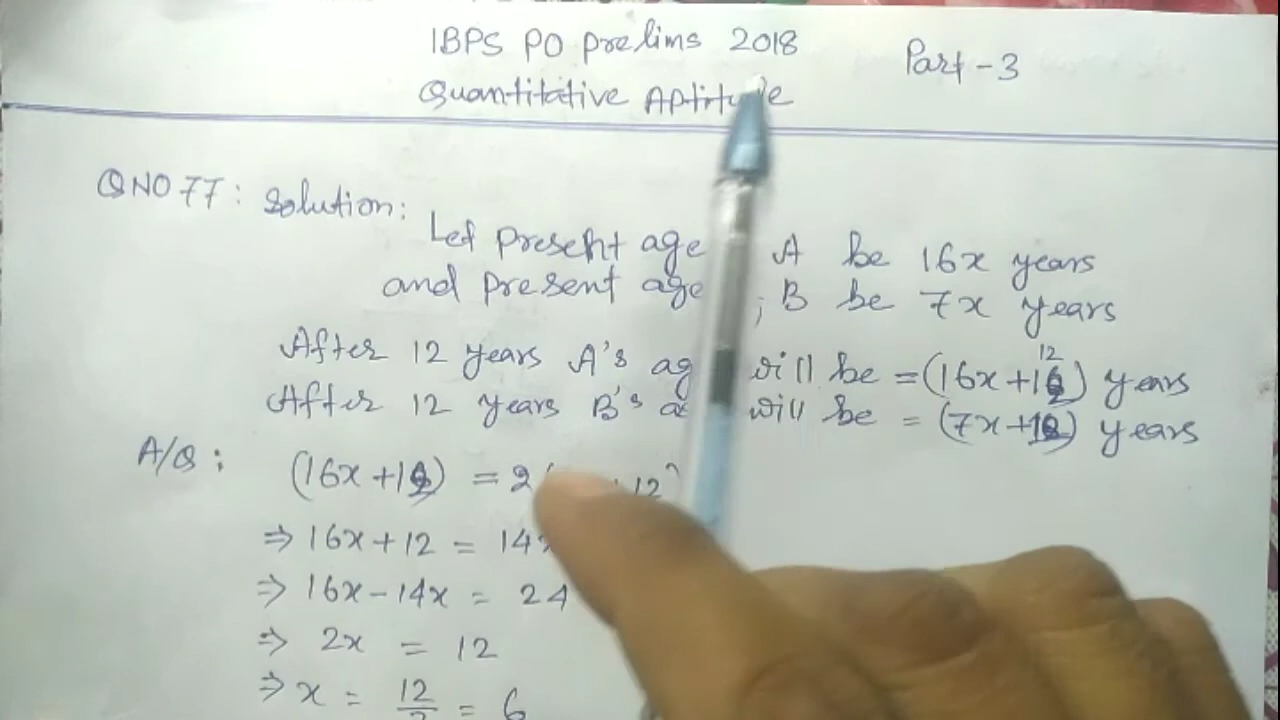 IBPS PO prelims 2018
Part - 3
Quantitative
QNO 77: Solution:
Let present age A be 16x years
and present age B be 7x years
After 12 years A's will be = (16x+12) years
After 12 years B's will be = (7x+12) years
A/Q: (16x+12) = 2 +12
⇒ 16x+12 = 14
⇒ 16x-14x = 24
⇒ 2x = 12
⇒ x = 12/2 = 6